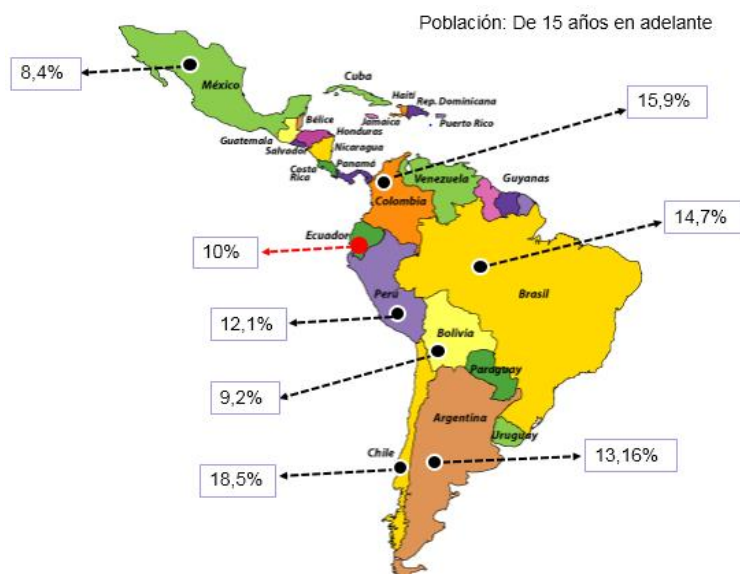 Población: De 15 años en adelante
8,4%
México
Cuba
Haití
Rep. Dominicana
Jamaica
Puerto Rico
Bélice
Guatemala
Honduras
Salvador
Nicaragua
Costa
Rica
Panamá
15,9%
Venezuela
Guyanas
Colombia
Ecuador
10%
14,7%
Brasil
Perú
12,1%
Bolivia
9,2%
Paraguay
Argentina
Uruguay
Chile
18,5%
13,16%